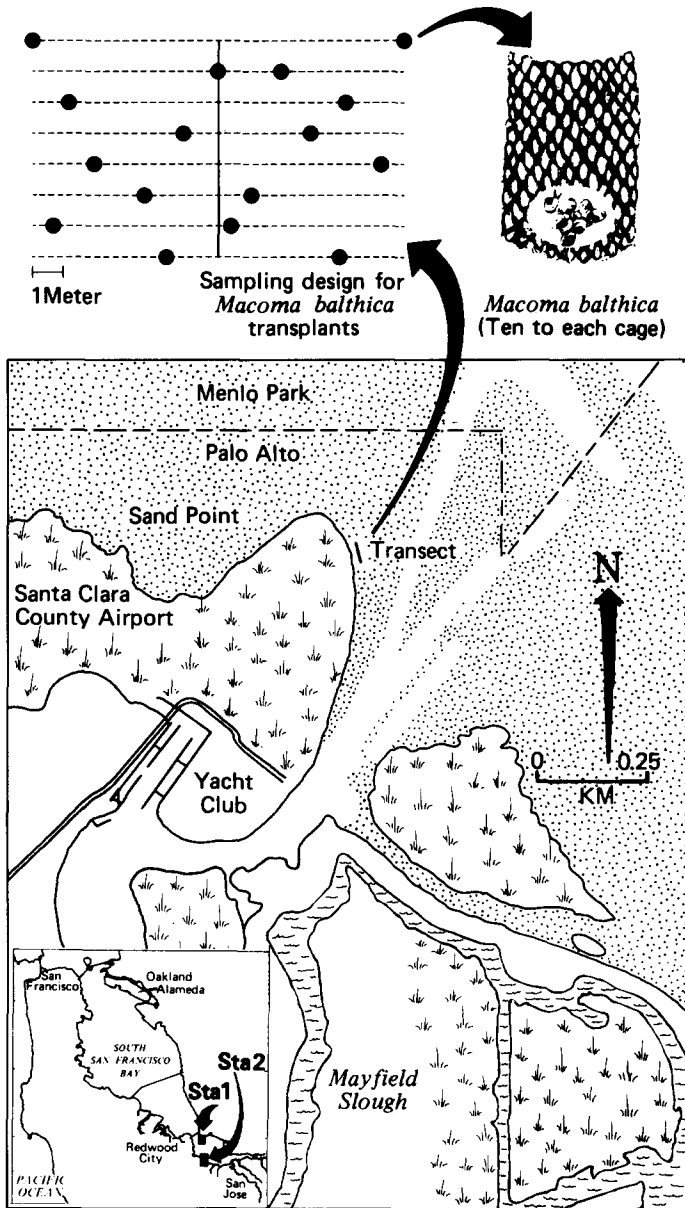 1Meter
Sampling design for
Macoma balthica
transplants
Macoma balthica
(Ten to each cage)
Menlo Park
Palo Alto
Sand Point
Transect
Santa Clara
County Airport
N
0 0.25
KM
Yacht
Club
San
Francisco
Oakland
Alameda
SOUTH
SAN FRANCISCO
BAY
Sta2
Sta1
Redwood
City
San
Jose
PACIFIC
OCEAN
Mayfield
Slough